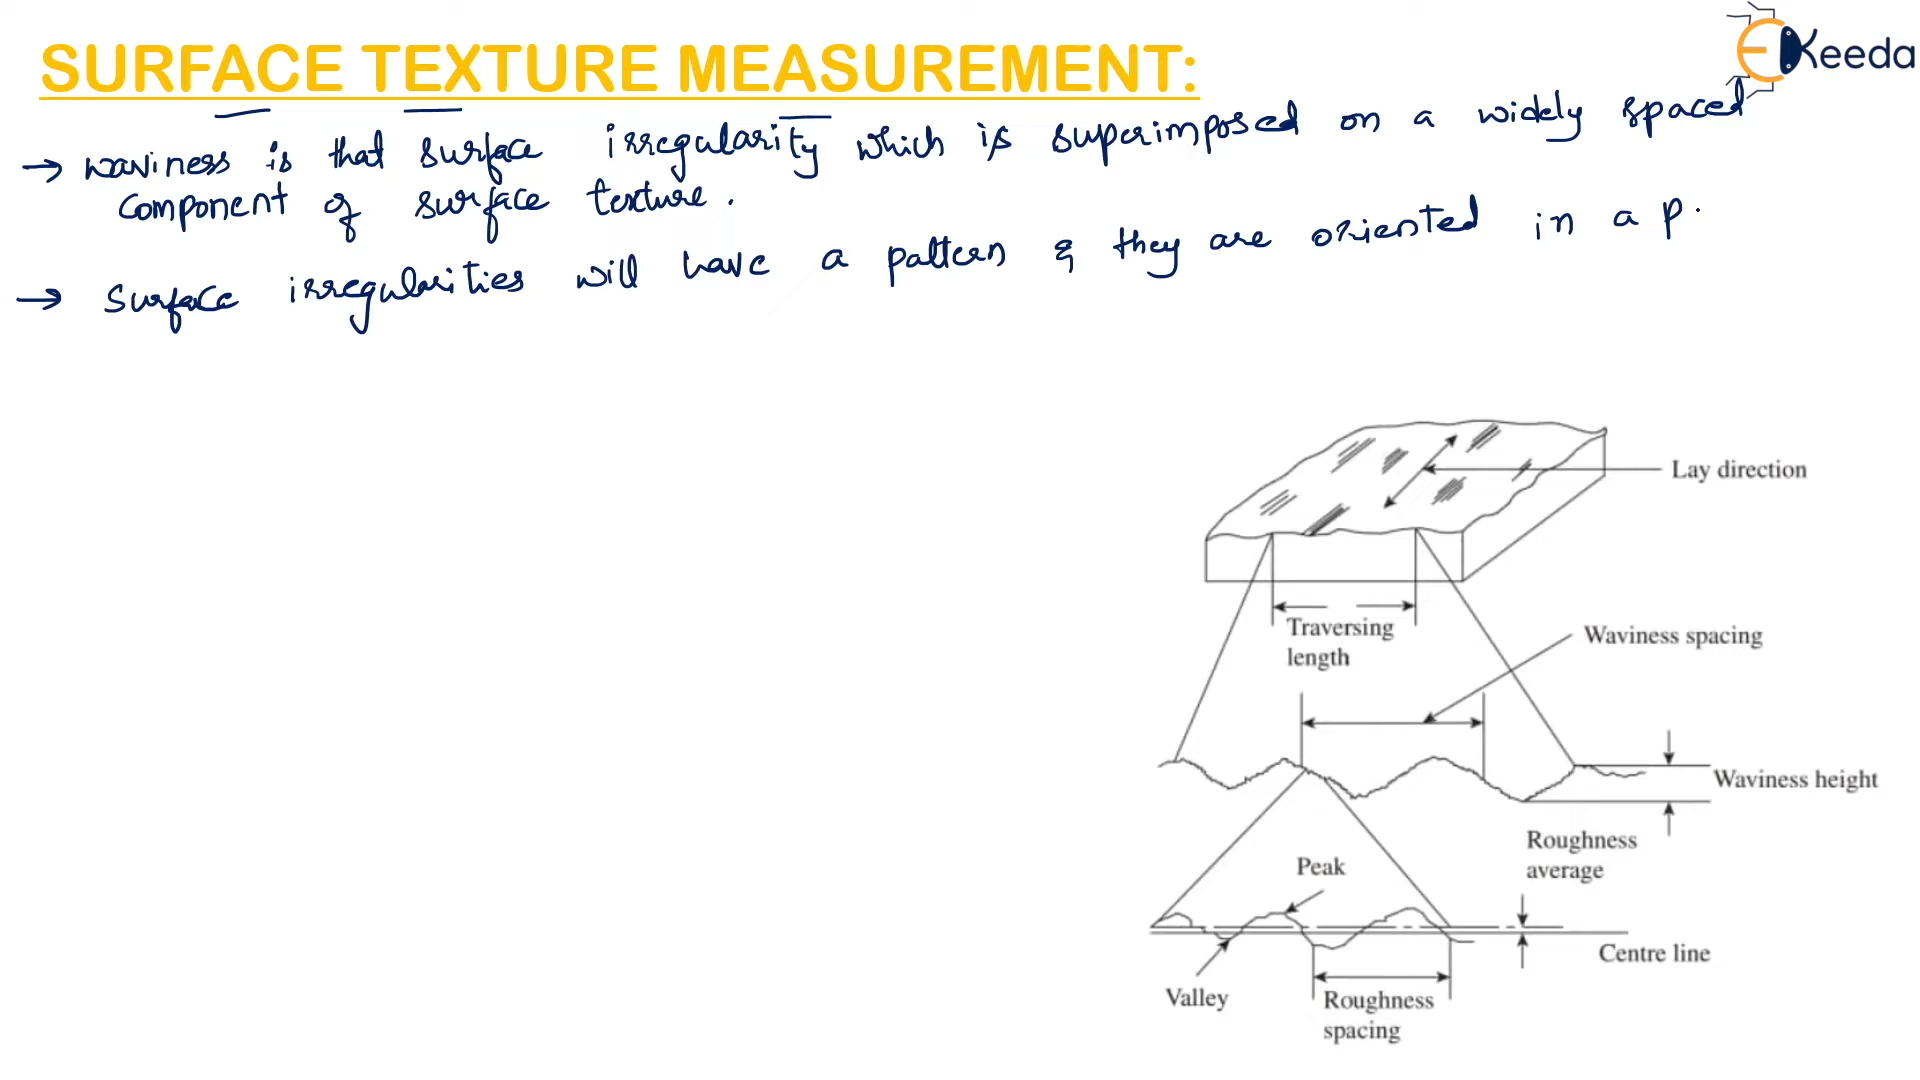 SURFACE TEXTURE MEASUREMENT:
EKeeda
→ waviness is that surface irregularity which is superimposed on a widely spaced
component of surface texture.
→ Surface irregularities will have a pattern & they are oriented in a p.
Lay direction
Traversing
length
Waviness spacing
Waviness height
Roughness
average
Peak
Centre line
Valley
Roughness
spacing